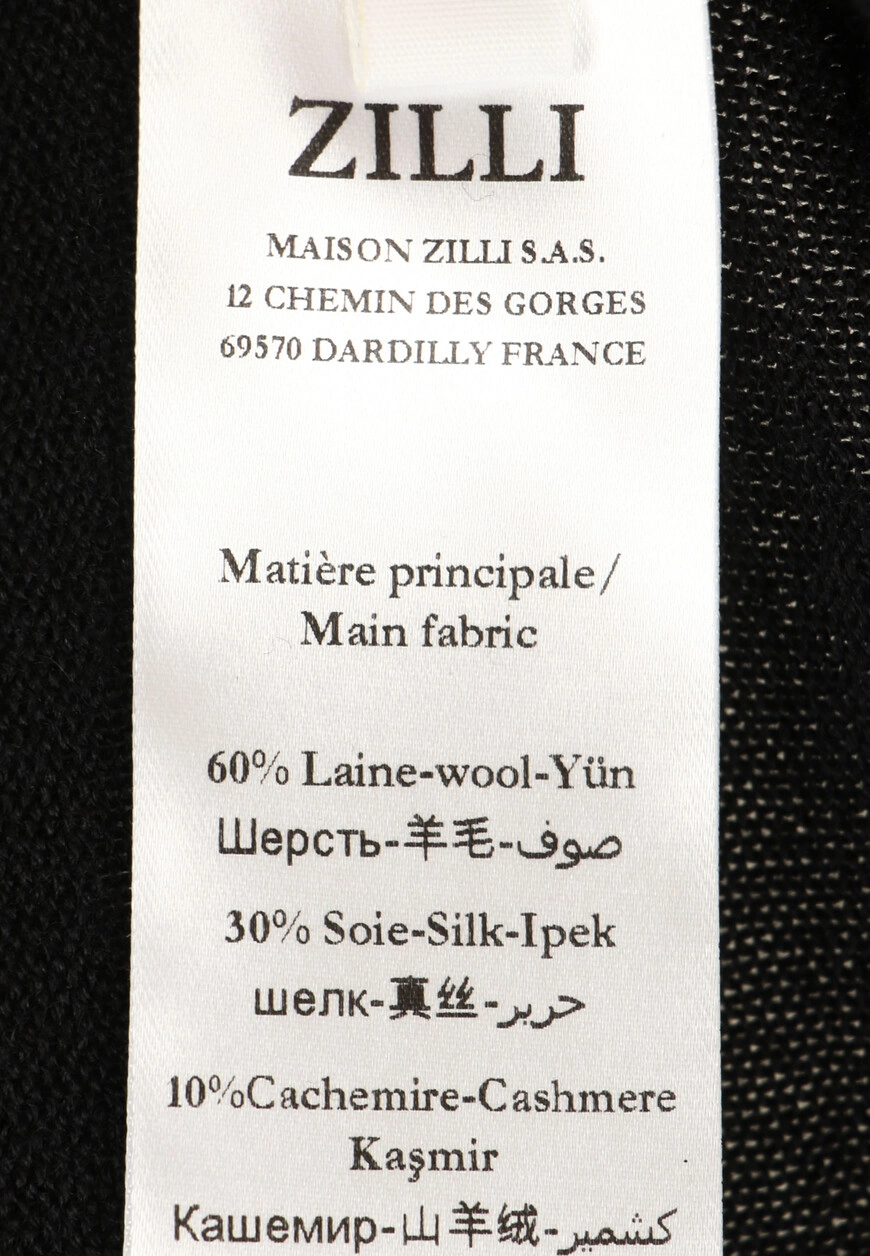 ZILLI
MAISON ZILLI S.A.S.
12 CHEMIN DES GORGES
69570 DARDILLY FRANCE
Matière principale/
Main fabric
60% Laine-wool-Yün
Шерсть-羊毛-صوف
30% Soie-Silk-Ipek
шелк-真丝-حرير
10%Cachemire-Cashmere
Kaşmir
Кашемир-山羊绒-كشمير